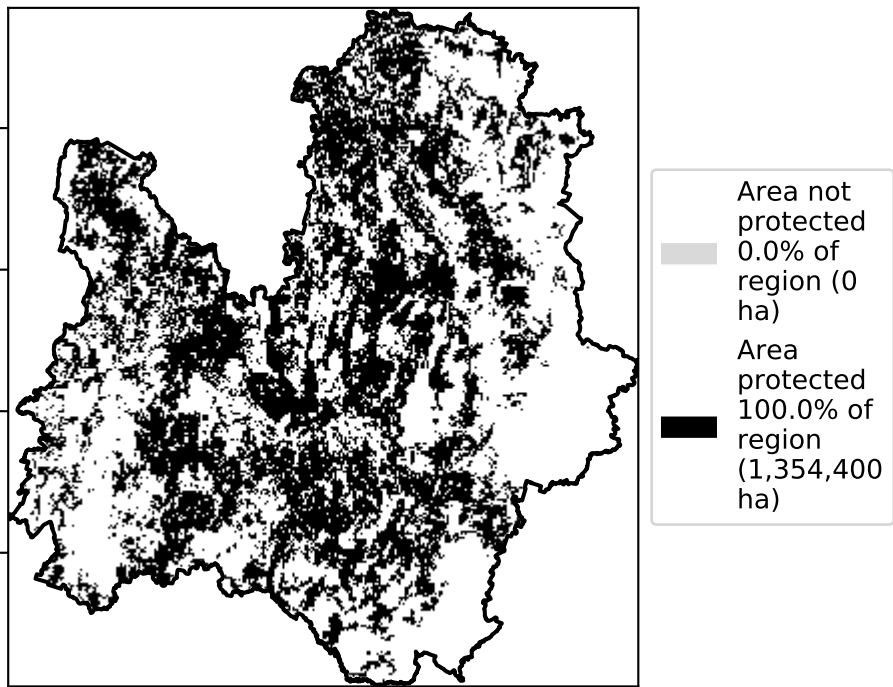 Area not
protected
0.0% of
region (0
ha)
Area
protected
100.0% of
region
(1,354,400
ha)